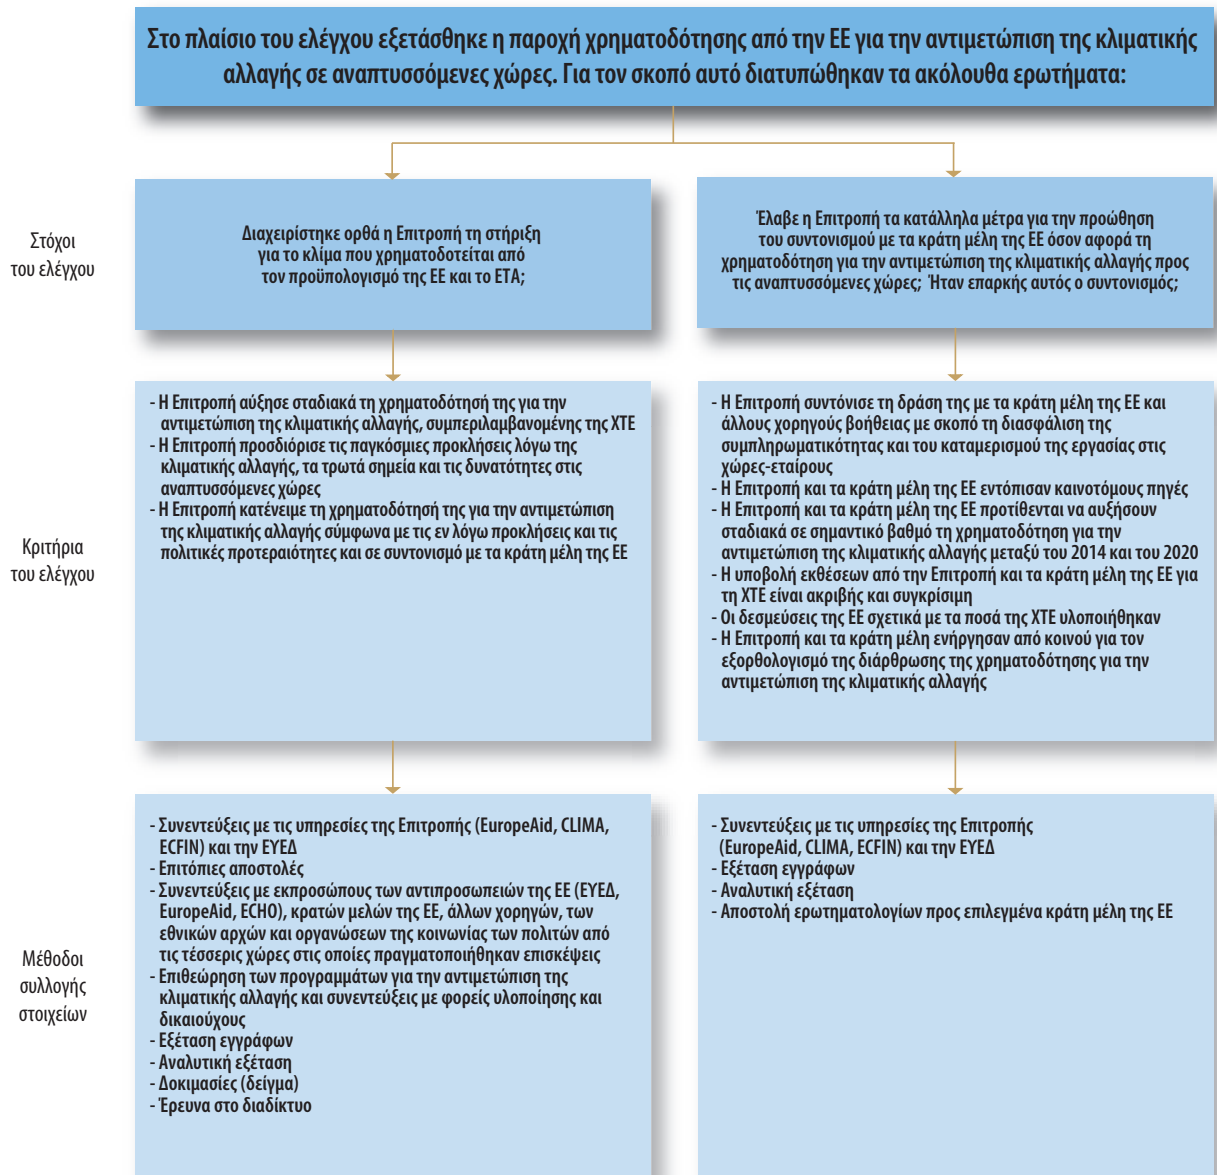 Στο πλαίσιο του ελέγχου εξετάσθηκε η παροχή χρηματοδότησης από την ΕΕ για την αντιμετώπιση της κλιματικής
αλλαγής σε αναπτυσσόμενες χώρες. Για τον σκοπό αυτό διατυπώθηκαν τα ακόλουθα ερωτήματα:
Στόχοι
του ελέγχου
Διαχειρίστηκε ορθά η Επιτροπή τη στήριξη
για το κλίμα που χρηματοδοτείται από
τον προϋπολογισμό της ΕΕ και το ΕΤΑ;
Έλαβε η Επιτροπή τα κατάλληλα μέτρα για την προώθηση
του συντονισμού με τα κράτη μέλη της ΕΕ όσον αφορά τη
χρηματοδότηση για την αντιμετώπιση της κλιματικής αλλαγής προς
τις αναπτυσσόμενες χώρες; Ήταν επαρκής αυτός ο συντονισμός;
Κριτήρια
του ελέγχου
- Η Επιτροπή αύξησε σταδιακά τη χρηματοδότησή της για την
αντιμετώπιση της κλιματικής αλλαγής, συμπεριλαμβανομένης της ΧΤΕ
- Η Επιτροπή προσδιόρισε τις παγκόσμιες προκλήσεις λόγω της
κλιματικής αλλαγής, τα τρωτά σημεία και τις δυνατότητες στις
αναπτυσσόμενες χώρες
- Η Επιτροπή κατένειμε τη χρηματοδότησή της για την αντιμετώπιση
της κλιματικής αλλαγής σύμφωνα με τις εν λόγω προκλήσεις και τις
πολιτικές προτεραιότητες και σε συντονισμό με τα κράτη μέλη της ΕΕ
- Η Επιτροπή συντόνισε τη δράση της με τα κράτη μέλη της ΕΕ και
άλλους χορηγούς βοήθειας με σκοπό τη διασφάλιση της
συμπληρωματικότητας και του καταμερισμού της εργασίας στις
χώρες-εταίρους
- Η Επιτροπή και τα κράτη μέλη της ΕΕ εντόπισαν καινοτόμους πηγές
- Η Επιτροπή και τα κράτη μέλη της ΕΕ προτίθενται να αυξήσουν
σταδιακά σε σημαντικό βαθμό τη χρηματοδότηση για την
αντιμετώπιση της κλιματικής αλλαγής μεταξύ του 2014 και του 2020
- Η υποβολή εκθέσεων από την Επιτροπή και τα κράτη μέλη της ΕΕ για
τη ΧΤΕ είναι ακριβής και συγκρίσιμη
- Οι δεσμεύσεις της ΕΕ σχετικά με τα ποσά της ΧΤΕ υλοποιήθηκαν
- Η Επιτροπή και τα κράτη μέλη ενήργησαν από κοινού για τον
εξορθολογισμό της διάρθρωσης της χρηματοδότησης για την
αντιμετώπιση της κλιματικής αλλαγής
Μέθοδοι
συλλογής
στοιχείων
- Συνεντεύξεις με τις υπηρεσίες της Επιτροπής (EuropeAid, CLIMA,
ECFIN) και την ΕΥΕΔ
- Επιτόπιες αποστολές
- Συνεντεύξεις με εκπροσώπους των αντιπροσωπειών της ΕΕ (ΕΥΕΔ,
EuropeAid, ECHO), κρατών μελών της ΕΕ, άλλων χορηγών, των
εθνικών αρχών και οργανώσεων της κοινωνίας των πολιτών από
τις τέσσερις χώρες στις οποίες πραγματοποιήθηκαν επισκέψεις
- Επιθεώρηση των προγραμμάτων για την αντιμετώπιση της
κλιματικής αλλαγής και συνεντεύξεις με φορείς υλοποίησης και
δικαιούχους
- Εξέταση εγγράφων
- Αναλυτική εξέταση
- Δοκιμασίες (δείγμα)
- Έρευνα στο διαδίκτυο
- Συνεντεύξεις με τις υπηρεσίες της Επιτροπής
(EuropeAid, CLIMA, ECFIN) και την ΕΥΕΔ
- Εξέταση εγγράφων
- Αναλυτική εξέταση
- Αποστολή ερωτηματολογίων προς επιλεγμένα κράτη μέλη της ΕΕ